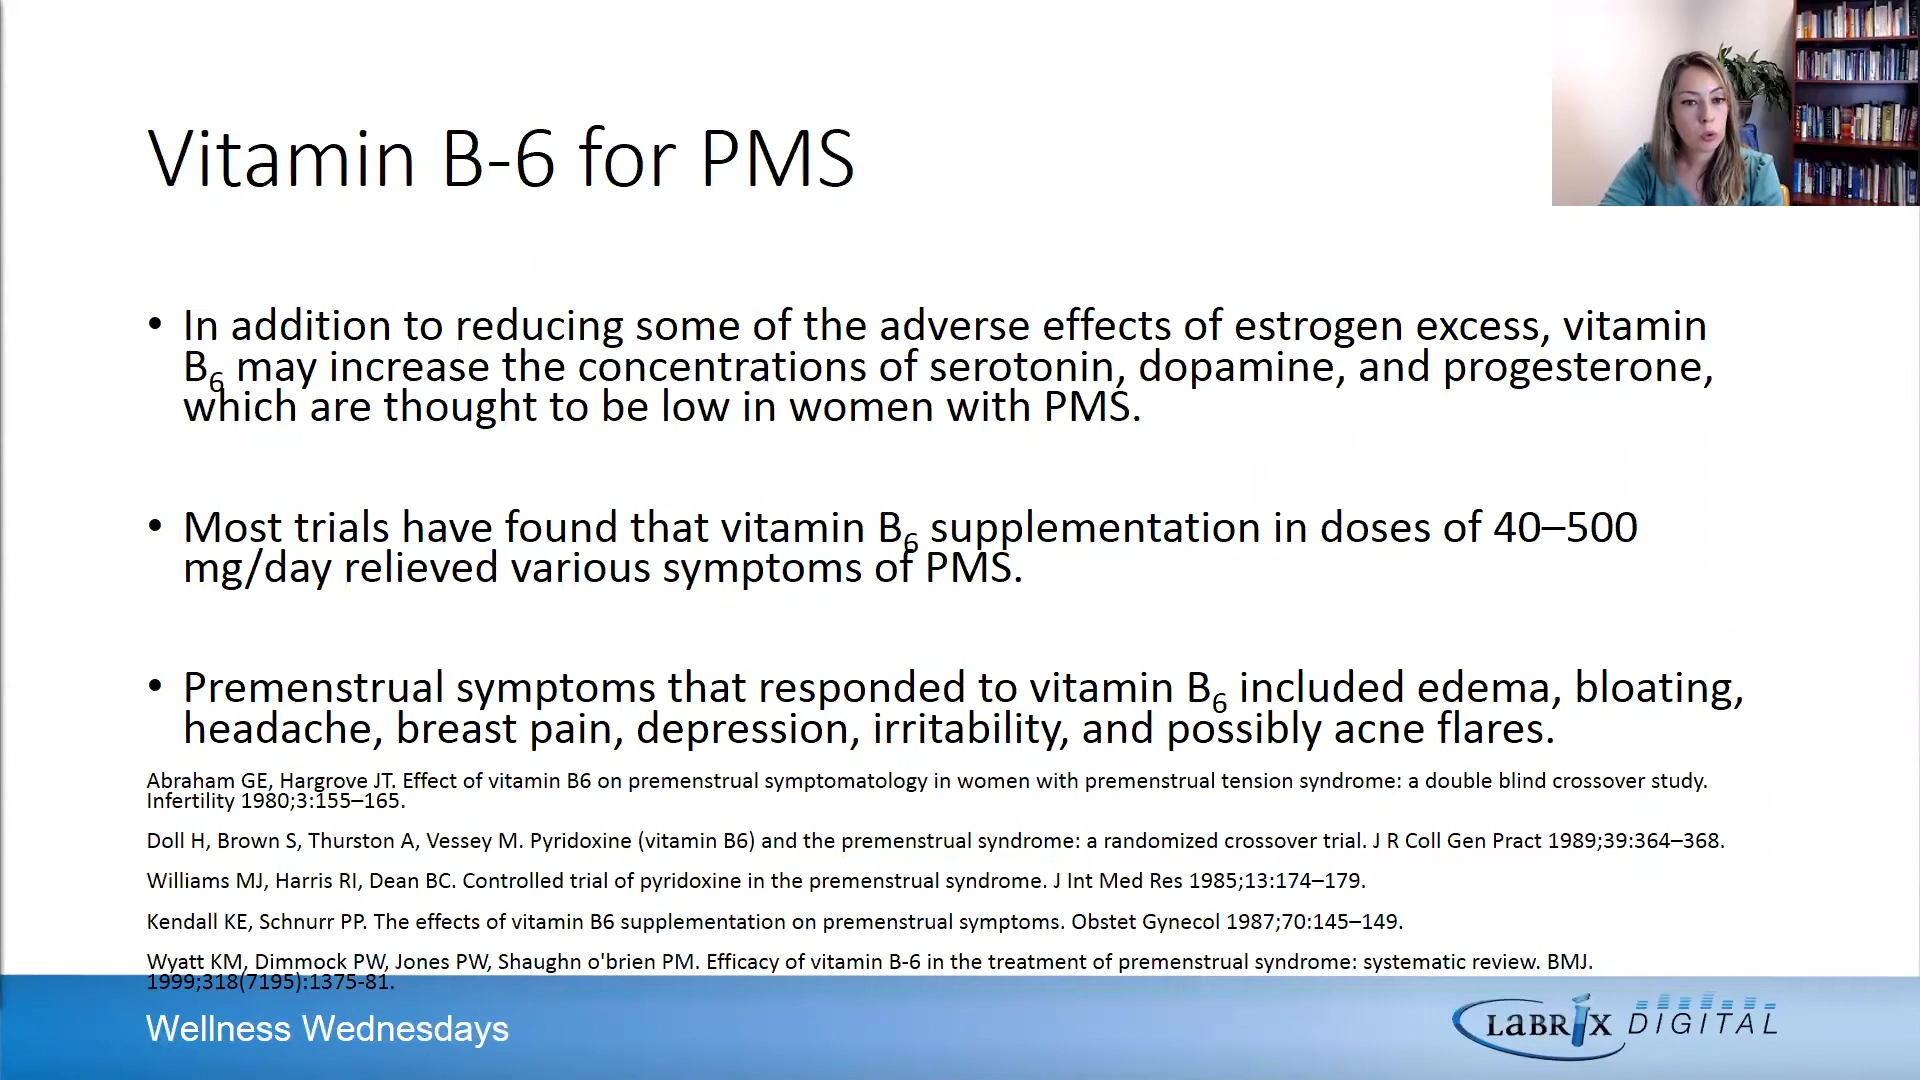 Vitamin B-6 for PMS
• In addition to reducing some of the adverse effects of estrogen excess, vitamin
B6 may increase the concentrations of serotonin, dopamine, and progesterone,
which are thought to be low in women with PMS.
• Most trials have found that vitamin B6 supplementation in doses of 40–500
mg/day relieved various symptoms of PMS.
• Premenstrual symptoms that responded to vitamin B6 included edema, bloating,
headache, breast pain, depression, irritability, and possibly acne flares.
Abraham GE, Hargrove JT. Effect of vitamin B6 on premenstrual symptomatology in women with premenstrual tension syndrome: a double blind crossover study.
Infertility 1980;3:155–165.
Doll H, Brown S, Thurston A, Vessey M. Pyridoxine (vitamin B6) and the premenstrual syndrome: a randomized crossover trial. J R Coll Gen Pract 1989;39:364–368.
Williams MJ, Harris RI, Dean BC. Controlled trial of pyridoxine in the premenstrual syndrome. J Int Med Res 1985;13:174–179.
Kendall KE, Schnurr PP. The effects of vitamin B6 supplementation on premenstrual symptoms. Obstet Gynecol 1987;70:145–149.
Wyatt KM, Dimmock PW, Jones PW, Shaughn o'brien PM. Efficacy of vitamin B-6 in the treatment of premenstrual syndrome: systematic review. BMJ.
1999;318(7195):1375-81.
Wellness Wednesdays
LABRIX DIGITAL